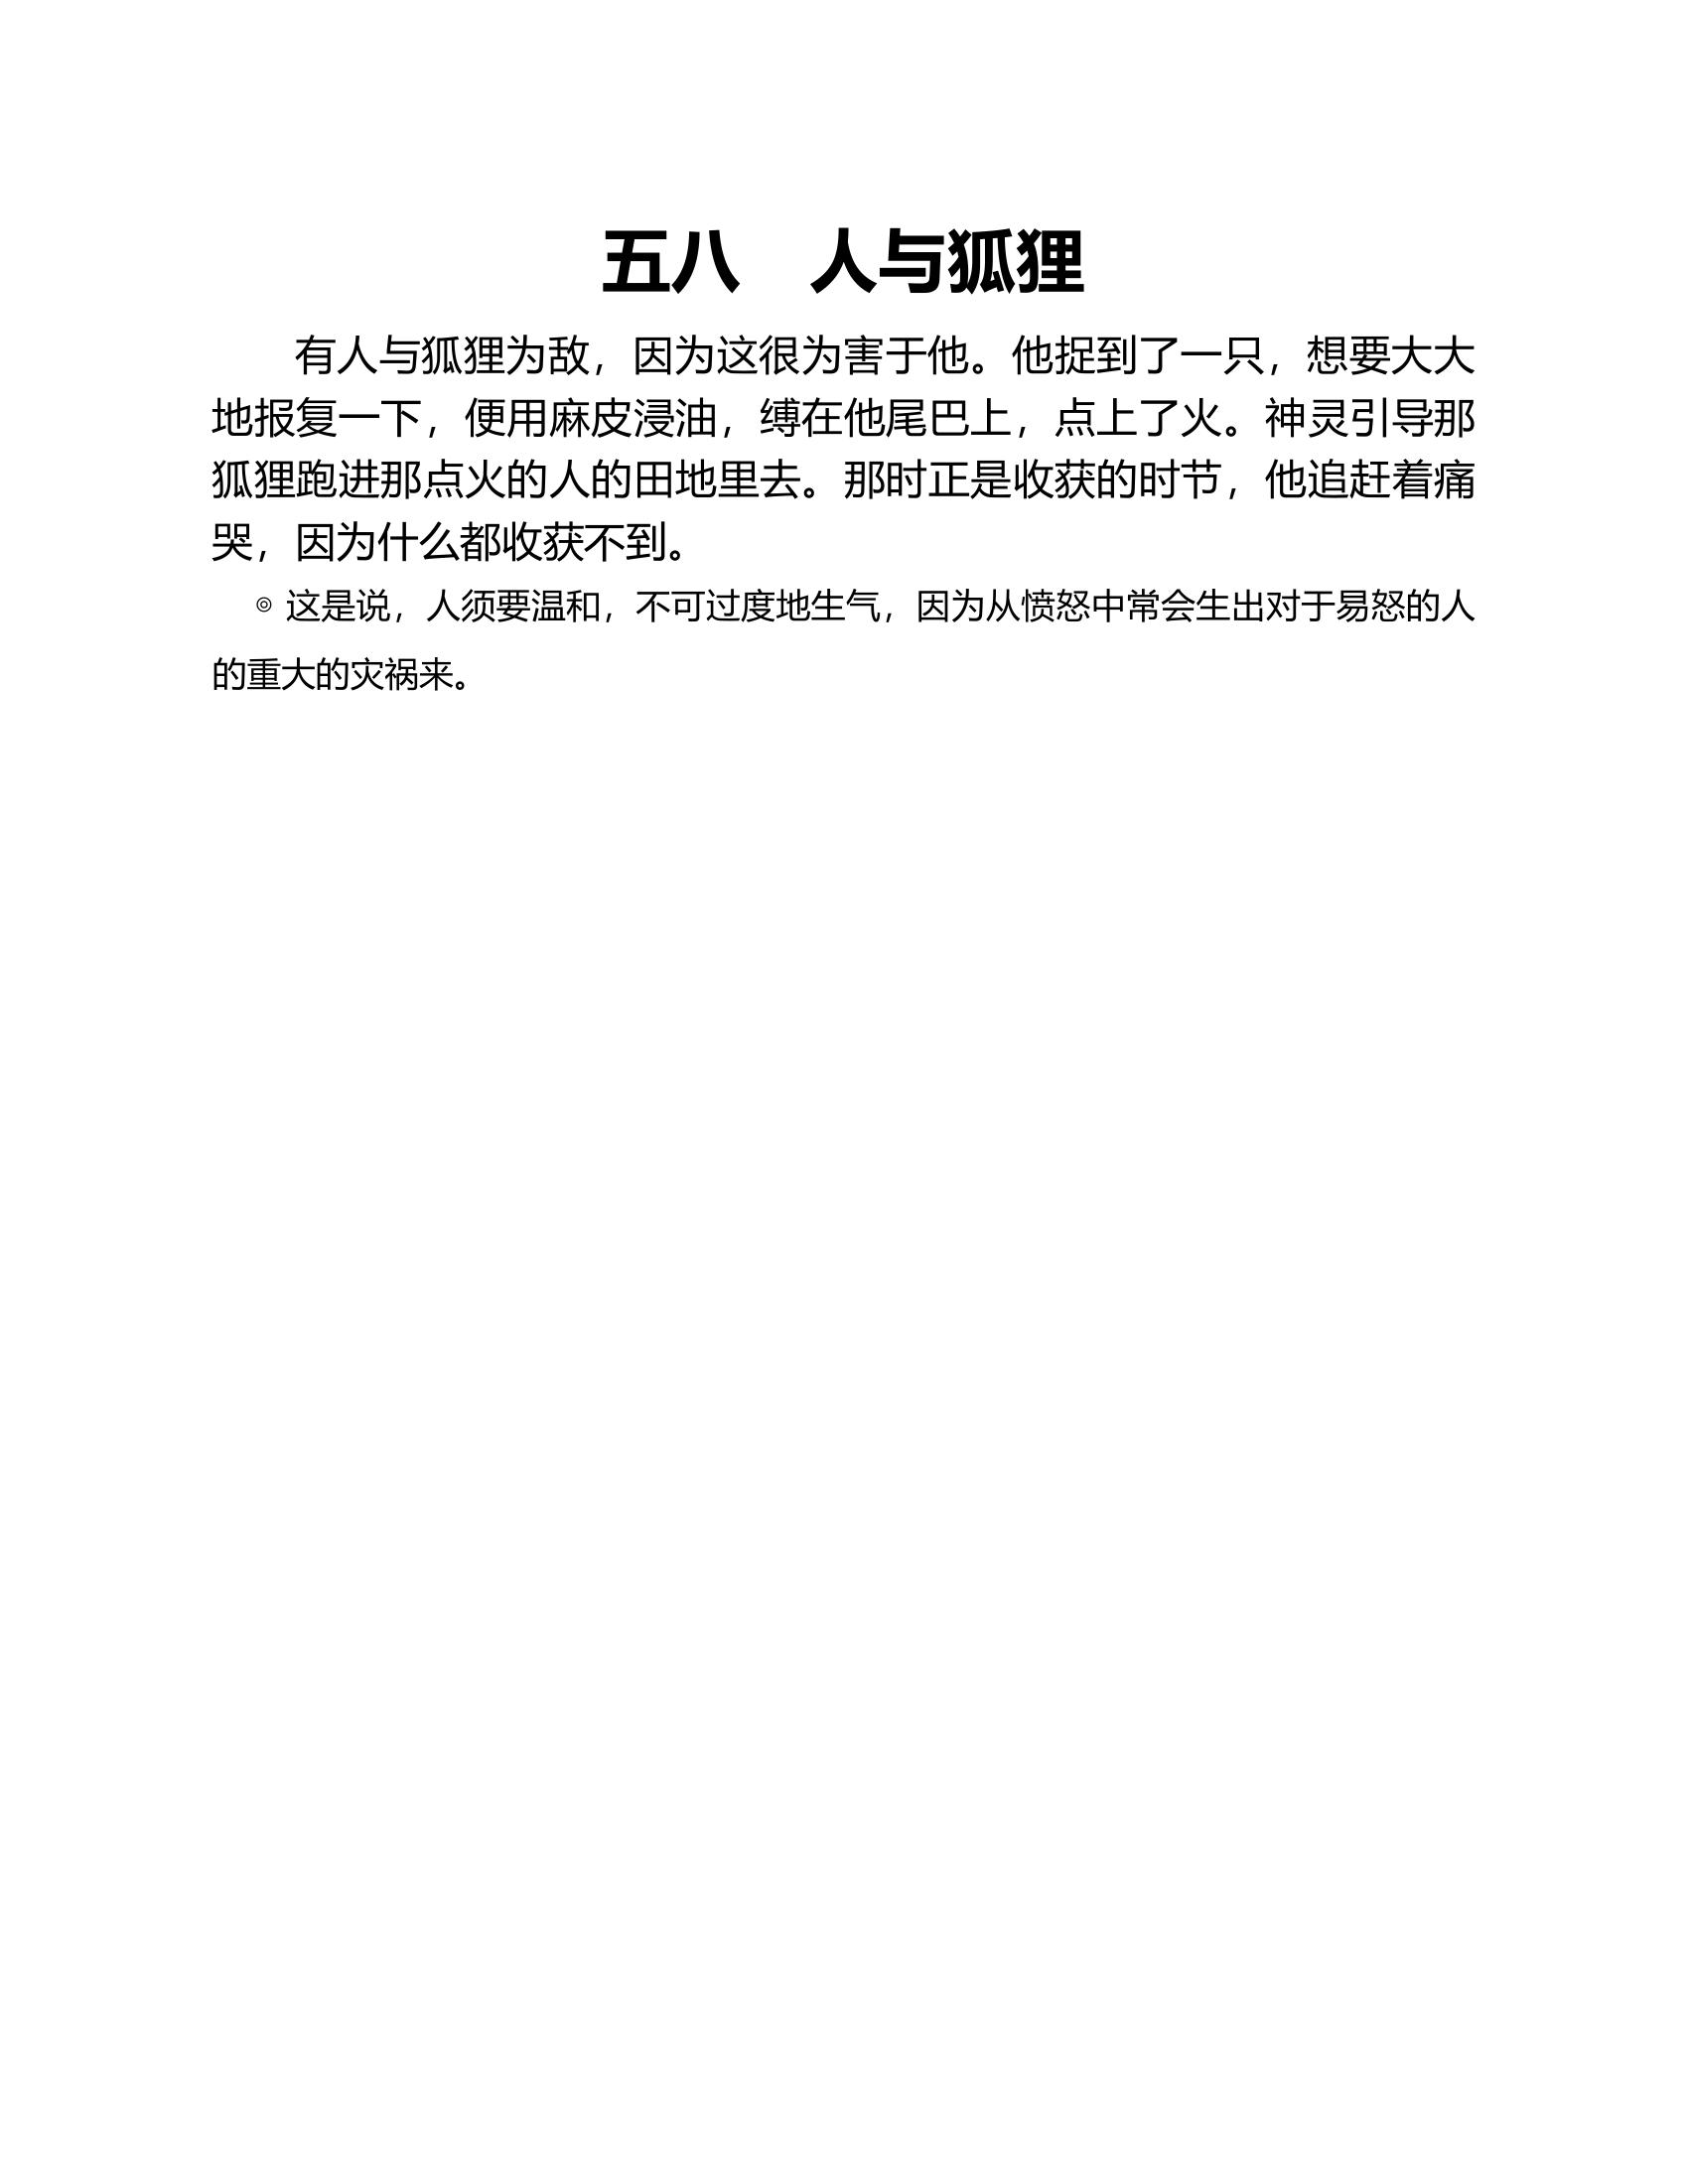 五八　人与狐狸
有人与狐狸为敌，因为这很为害于他。他捉到了一只，想要大大
地报复一下，便用麻皮浸油，缚在他尾巴上，点上了火。神灵引导那
狐狸跑进那点火的人的田地里去。那时正是收获的时节，他追赶着痛
哭，因为什么都收获不到。
◎ 这是说，人须要温和，不可过度地生气，因为从愤怒中常会生出对于易怒的人
的重大的灾祸来。